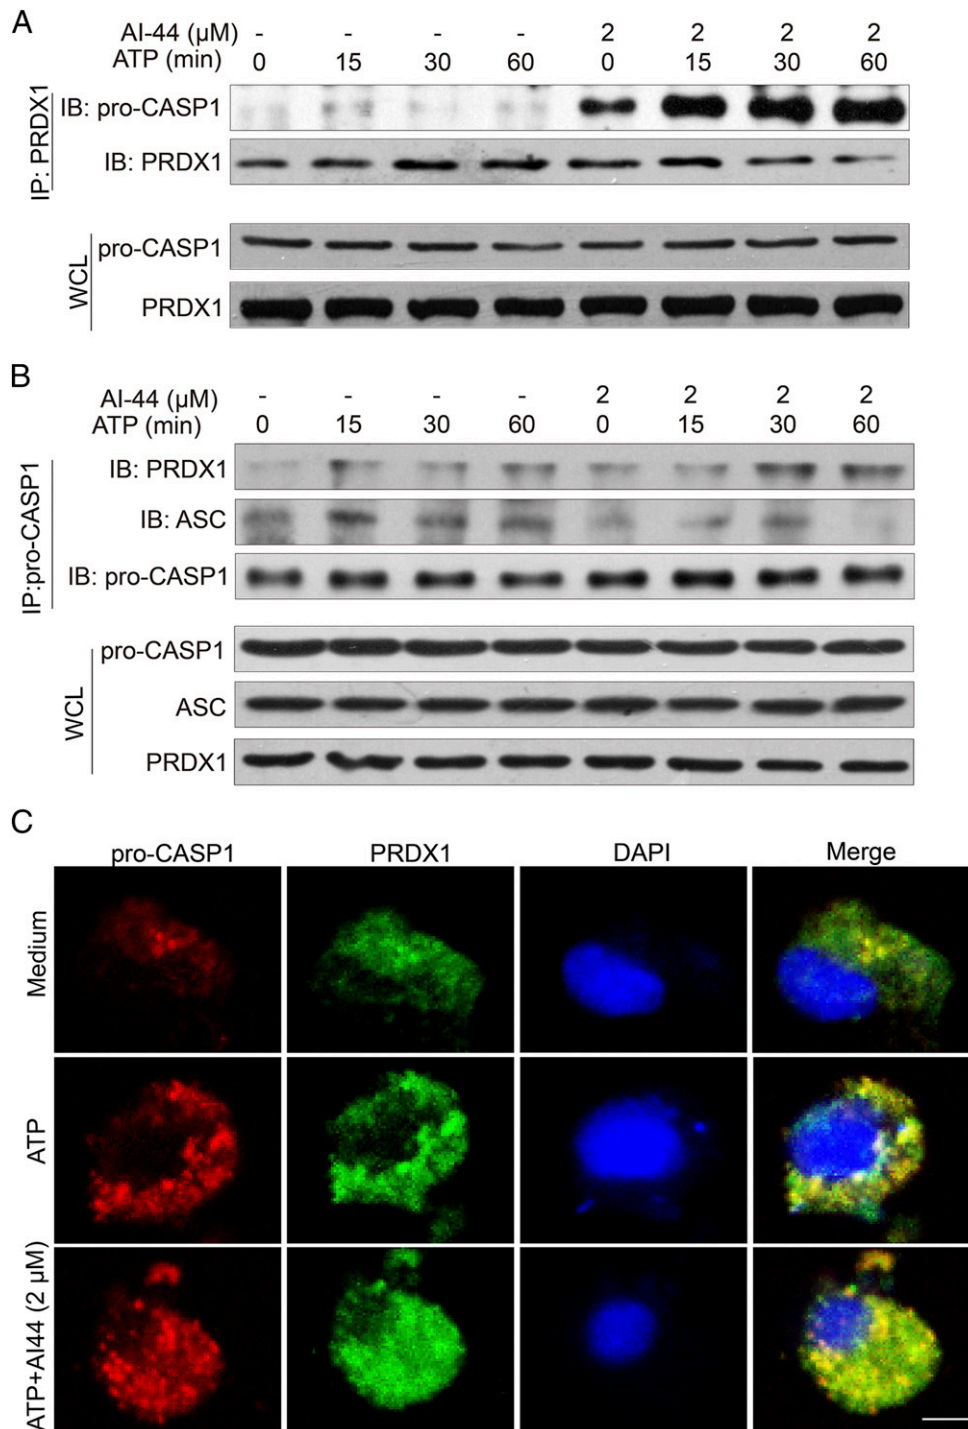 A
AI-44 (µM) - - - - 2 2 2 2
ATP (min) 0 15 30 60 0 15 30 60
IP: PRDX1
IB: pro-CASP1
IB: PRDX1
WCL
pro-CASP1
PRDX1
B
AI-44 (µM) - - - - 2 2 2 2
ATP (min) 0 15 30 60 0 15 30 60
IP:pro-CASP1
IB: PRDX1
IB: ASC
IB: pro-CASP1
WCL
pro-CASP1
ASC
PRDX1
C
pro-CASP1 PRDX1 DAPI Merge
Medium
ATP
ATP+AI44 (2 µM)